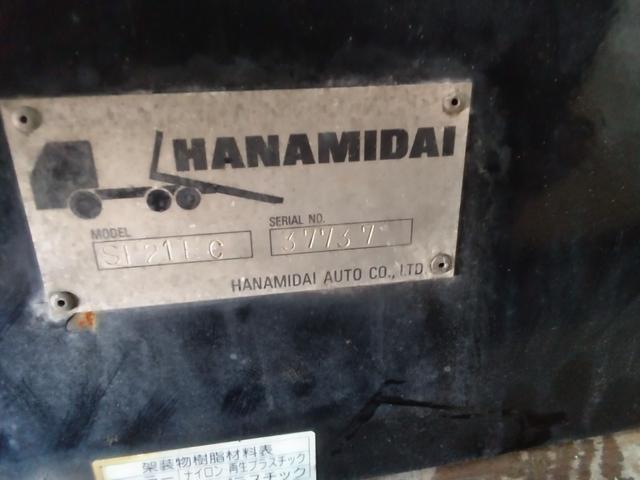 HANAMIDAI
MODEL
SERIAL NO.
37737
HANAMIDAI AUTO CO., LTD.
架装物樹脂材料表
ナイロン 再生プラスチック